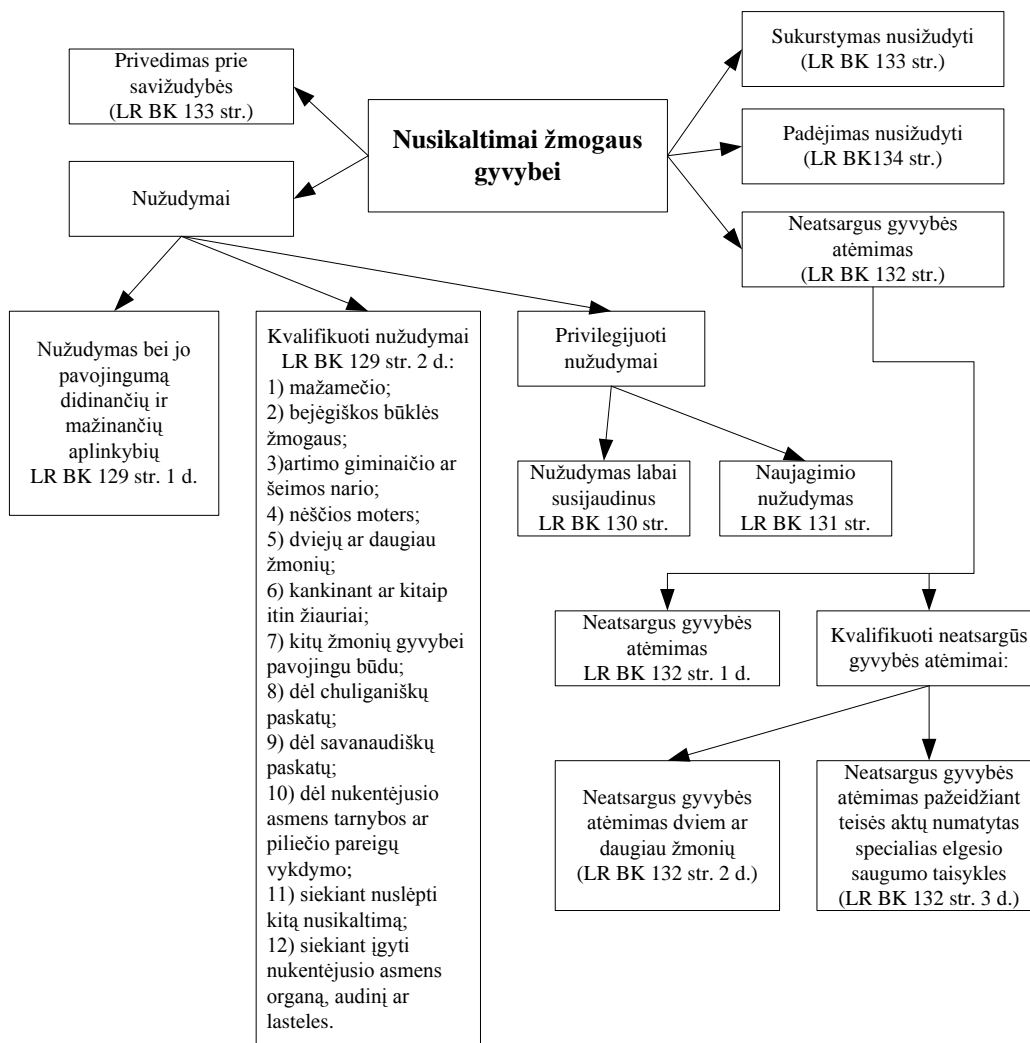 Nusikaltimai žmogaus
gyvybei
Privedimas prie
savižudybės
(LR BK 133 str.)
Sukurstymas nusižudyti
(LR BK 133 str.)
Padėjimas nusižudyti
(LR BK134 str.)
Nužudymai
Neatsargus gyvybės
atėmimas
(LR BK 132 str.)
Nužudymas bei jo
pavojingumą
didinančių ir
mažinančių
aplinkybių
LR BK 129 str. 1 d.
Kvalifikuoti nužudymai
LR BK 129 str. 2 d.:
1) mažamečio;
2) bejėgiškos būklės
žmogaus;
3)artimo giminaičio ar
šeimos nario;
4) nėščios moters;
5) dviejų ar daugiau
žmonių;
6) kankinant ar kitaip
itin žiauriai;
7) kitų žmonių gyvybei
pavojingu būdu;
8) dėl chuliganiškų
paskatų;
9) dėl savanaudiškų
paskatų;
10) dėl nukentėjusio
asmens tarnybos ar
piliečio pareigų
vykdymo;
11) siekiant nuslėpti
kitą nusikaltimą;
12) siekiant įgyti
nukentėjusio asmens
organą, audinį ar
lasteles.
Privilegijuoti
nužudymai
Nužudymas labai
susijaudinus
LR BK 130 str.
Naujagimio
nužudymas
LR BK 131 str.
Neatsargus gyvybės
atėmimas
LR BK 132 str. 1 d.
Kvalifikuoti neatsargūs
gyvybės atėmimai:
Neatsargus gyvybės
atėmimas dviem ar
daugiau žmonių
(LR BK 132 str. 2 d.)
Neatsargus gyvybės
atėmimas pažeidžiant
teisės aktų numatytas
specialias elgesio
saugumo taisykles
(LR BK 132 str. 3 d.)